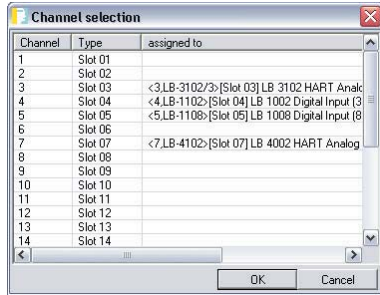 Channel selection
Channel Type assigned to
1 Slot 01
2 Slot 02
3 Slot 03 <3,LB-3102/3>[Slot 03] LB 3102 HART Analc
4 Slot 04 <4,LB-1102>[Slot 04] LB 1002 Digital Input (3
5 Slot 05 <5,LB-1108>[Slot 05] LB 1008 Digital Input (8
6 Slot 06
7 Slot 07 <7,LB-4102>[Slot 07] LB 4002 HART Analog
8 Slot 08
9 Slot 09
10 Slot 10
11 Slot 11
12 Slot 12
13 Slot 13
14 Slot 14
OK Cancel